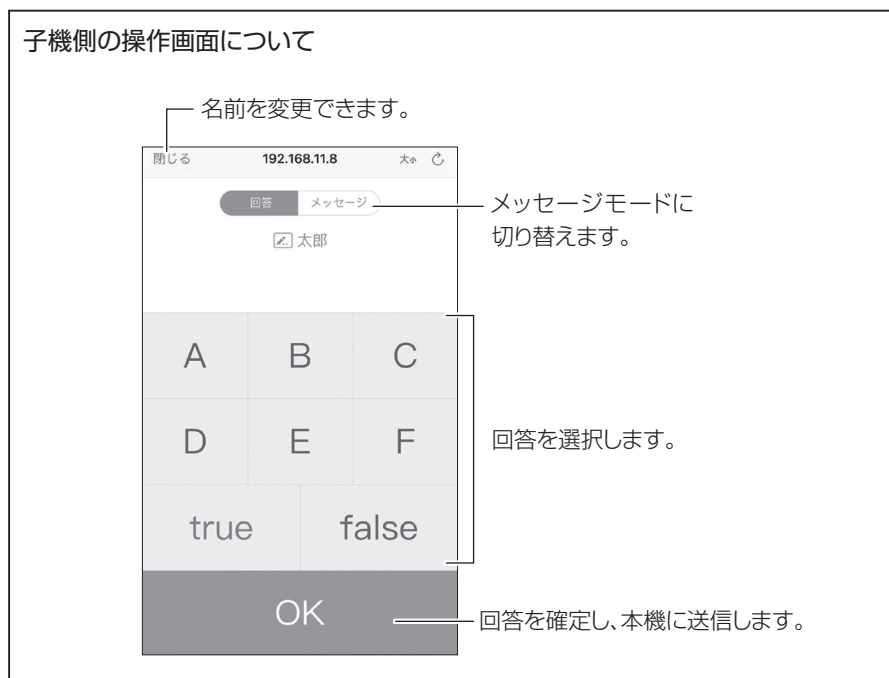 子機側の操作画面について
名前を変更できます。
閉じる 192.168.11.8 大小
回答 メッセージ
メッセージモードに
切り替えます。
太郎
A B C
D E F
回答を選択します。
true false
OK
回答を確定し、本機に送信します。